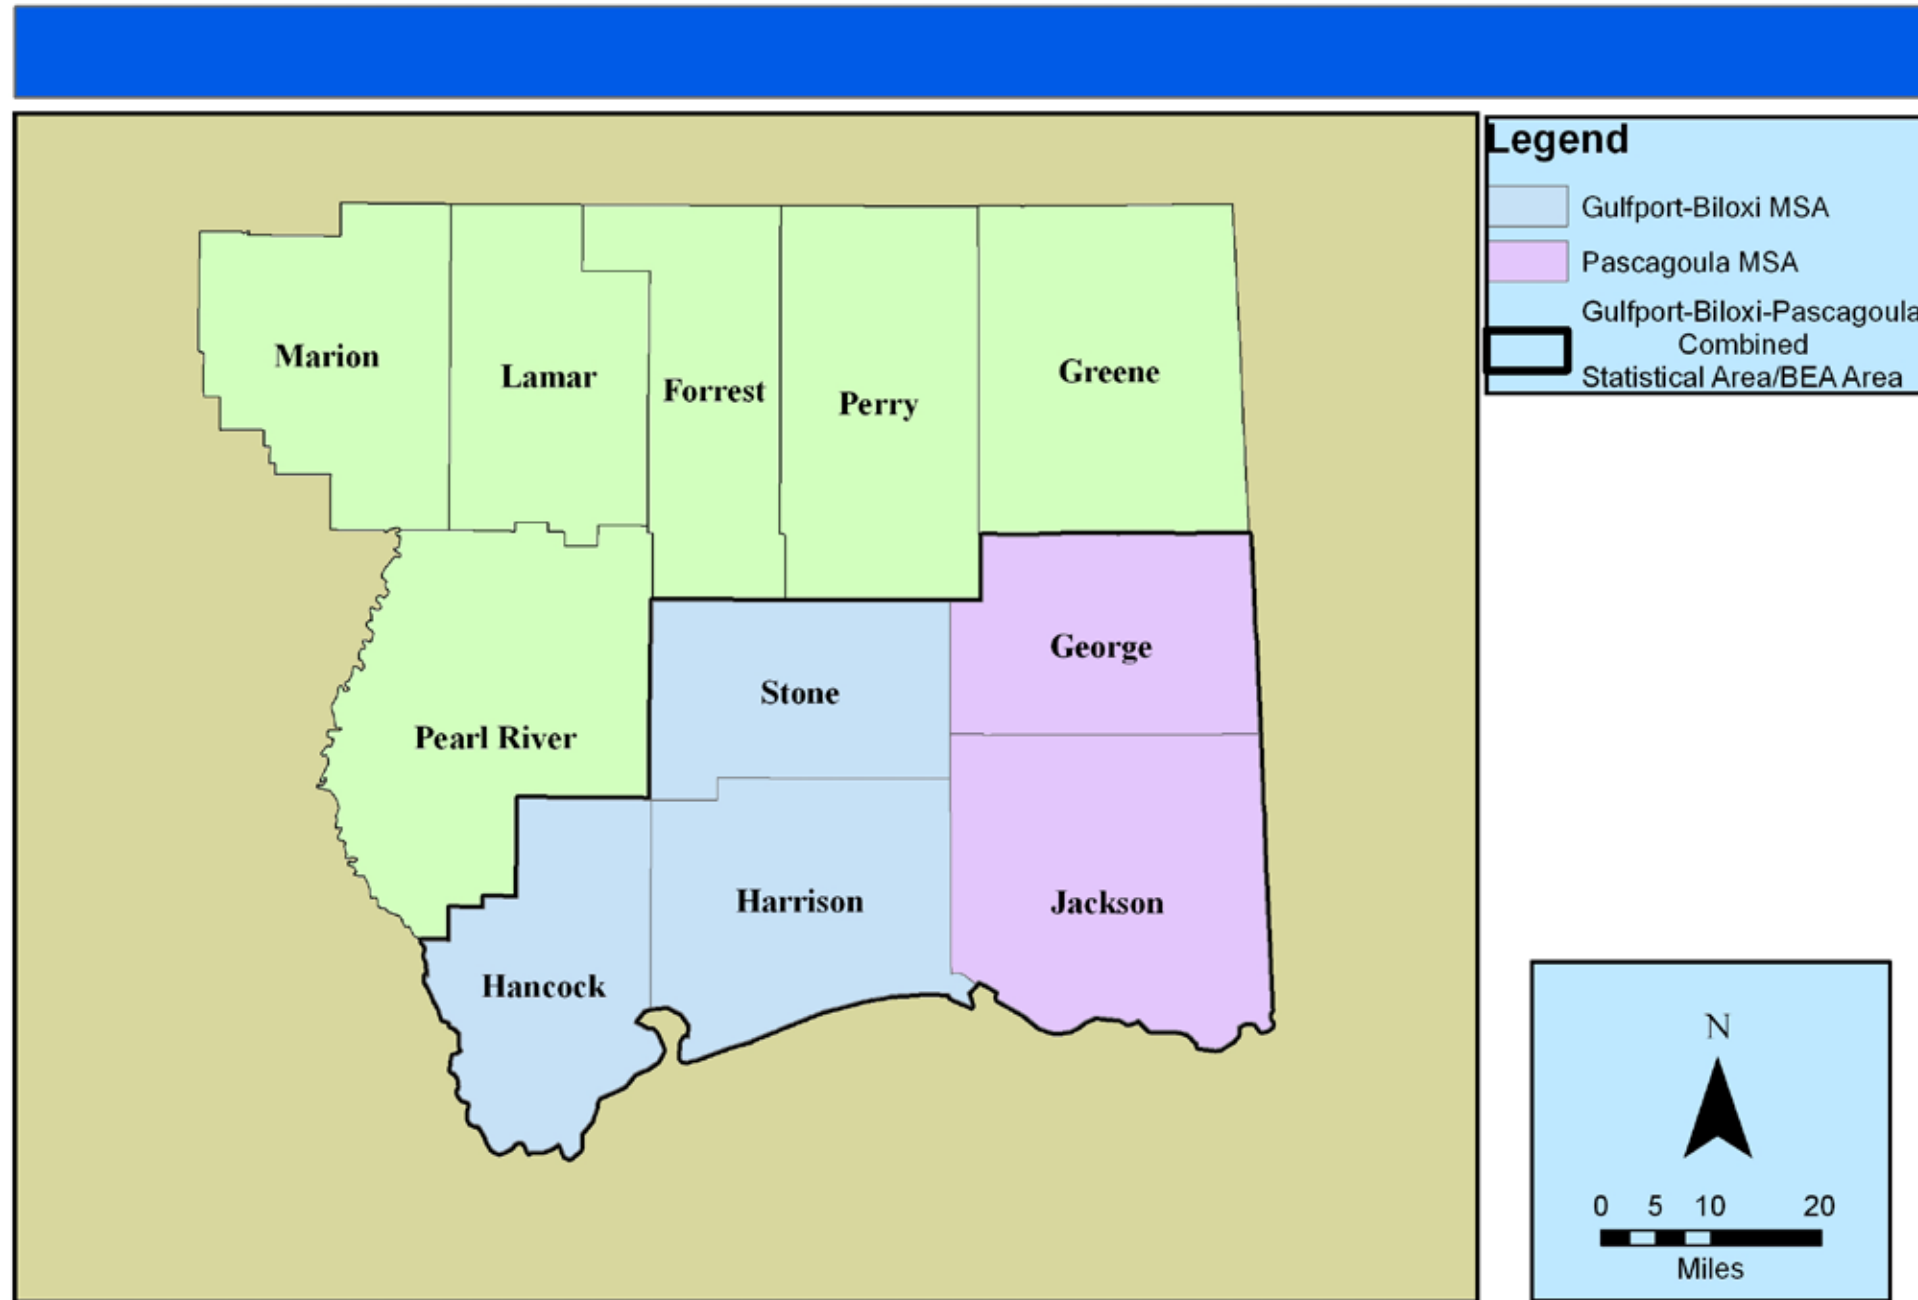 Legend
Gulfport-Biloxi MSA
Pascagoula MSA
Gulfport-Biloxi-Pascagoula
Combined
Statistical Area/BEA Area
Marion
Lamar
Forrest
Perry
Greene
George
Stone
Pearl River
Harrison
Jackson
Hancock
N
0 5 10 20
Miles